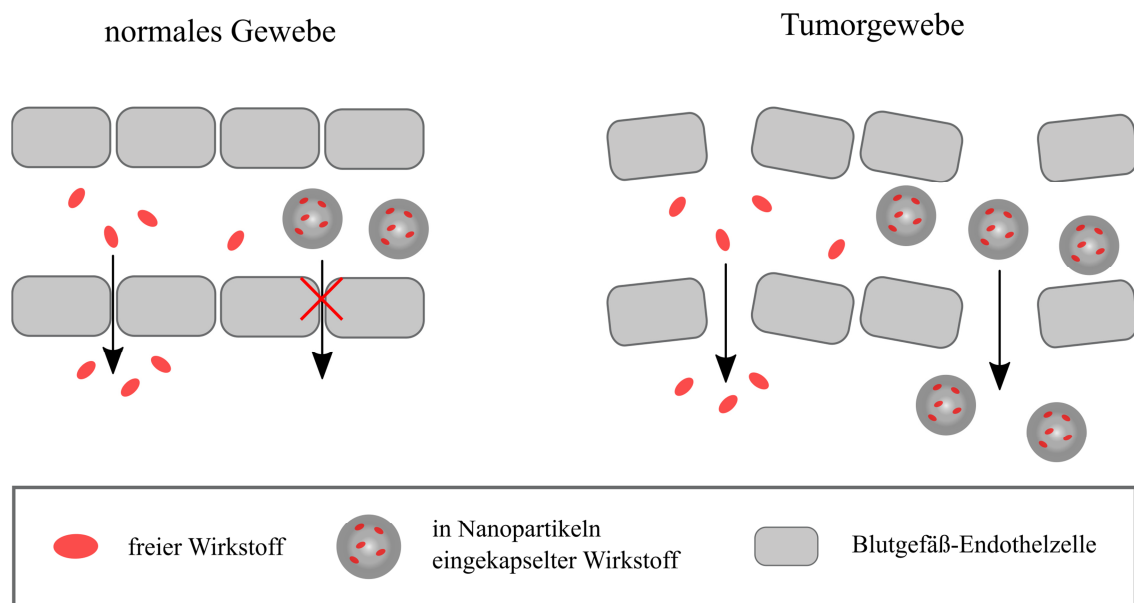 normales Gewebe
Tumorgewebe
freier Wirkstoff
in Nanopartikeln
eingekapselter Wirkstoff
Blutgefäß-Endothelzelle